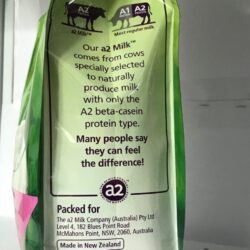 A2
A1 A2
a2 Milk™
Most regular milk
Our a2 Milk™
comes from cows
specially selected
to naturally
produce milk
with only the
A2 beta-casein
protein type.
Many people say
they can feel
the difference!
a2
Packed for
The a2 Milk Company (Australia) Pty Ltd
Level 4, 182 Blues Point Road
McMahons Point, NSW, 2060, Australia
Made in New Zealand